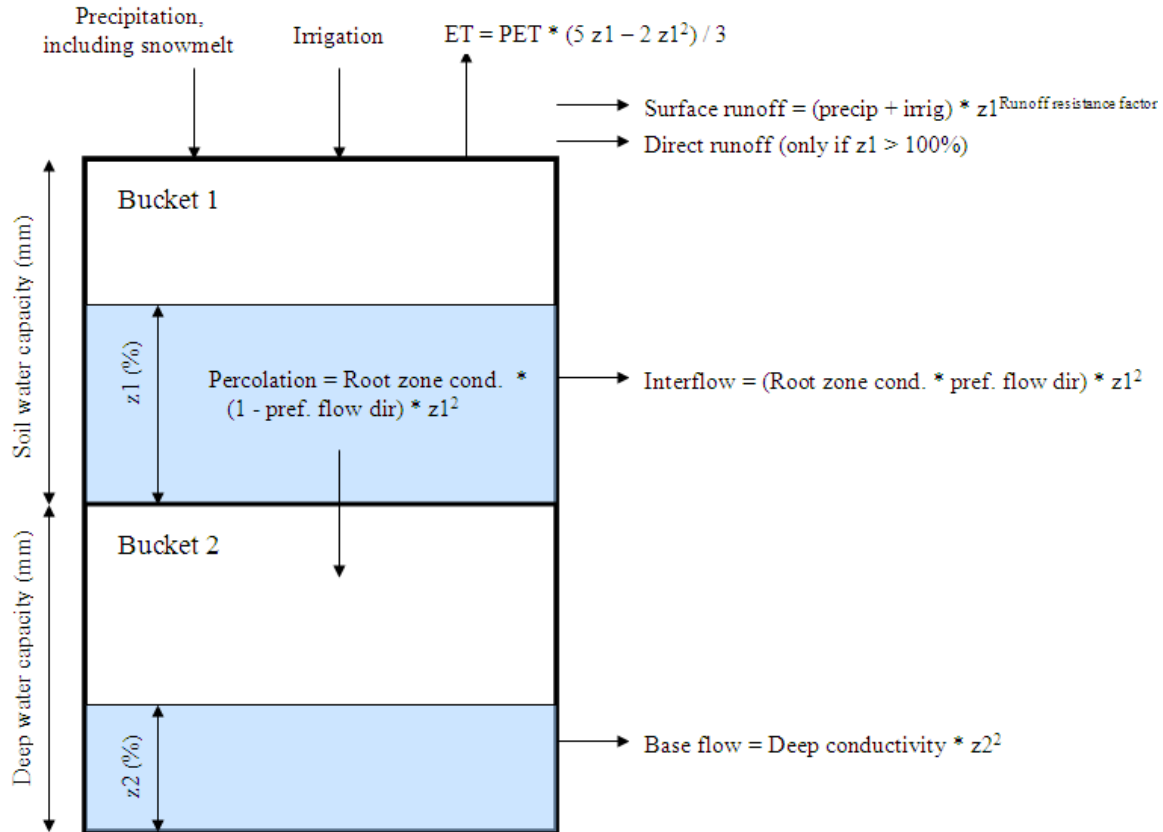 Precipitation,
including snowmelt
Irrigation
ET = PET * (5 z1 – 2 z1²) / 3
Surface runoff = (precip + irrig) * z1^Runoff resistance factor
Direct runoff (only if z1 > 100%)
Soil water capacity (mm)
Bucket 1
z1 (%)
Percolation = Root zone cond. *
(1 - pref. flow dir) * z1²
Interflow = (Root zone cond. * pref. flow dir) * z1²
Deep water capacity (mm)
Bucket 2
z2 (%)
Base flow = Deep conductivity * z2²